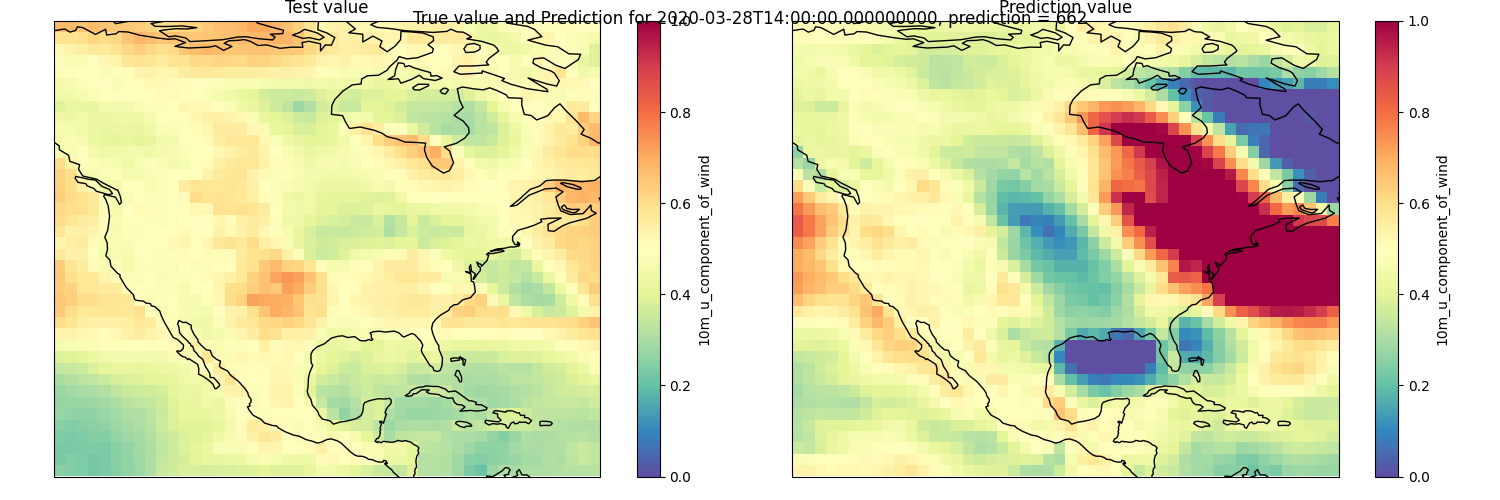 True value and Prediction for 2020-03-28T14:00:00.000000000, prediction = 662
Test value
Prediction value
1.0
0.8
0.6
0.4
0.2
0.0
10m_u_component_of_wind
1.0
0.8
0.6
0.4
0.2
0.0
10m_u_component_of_wind